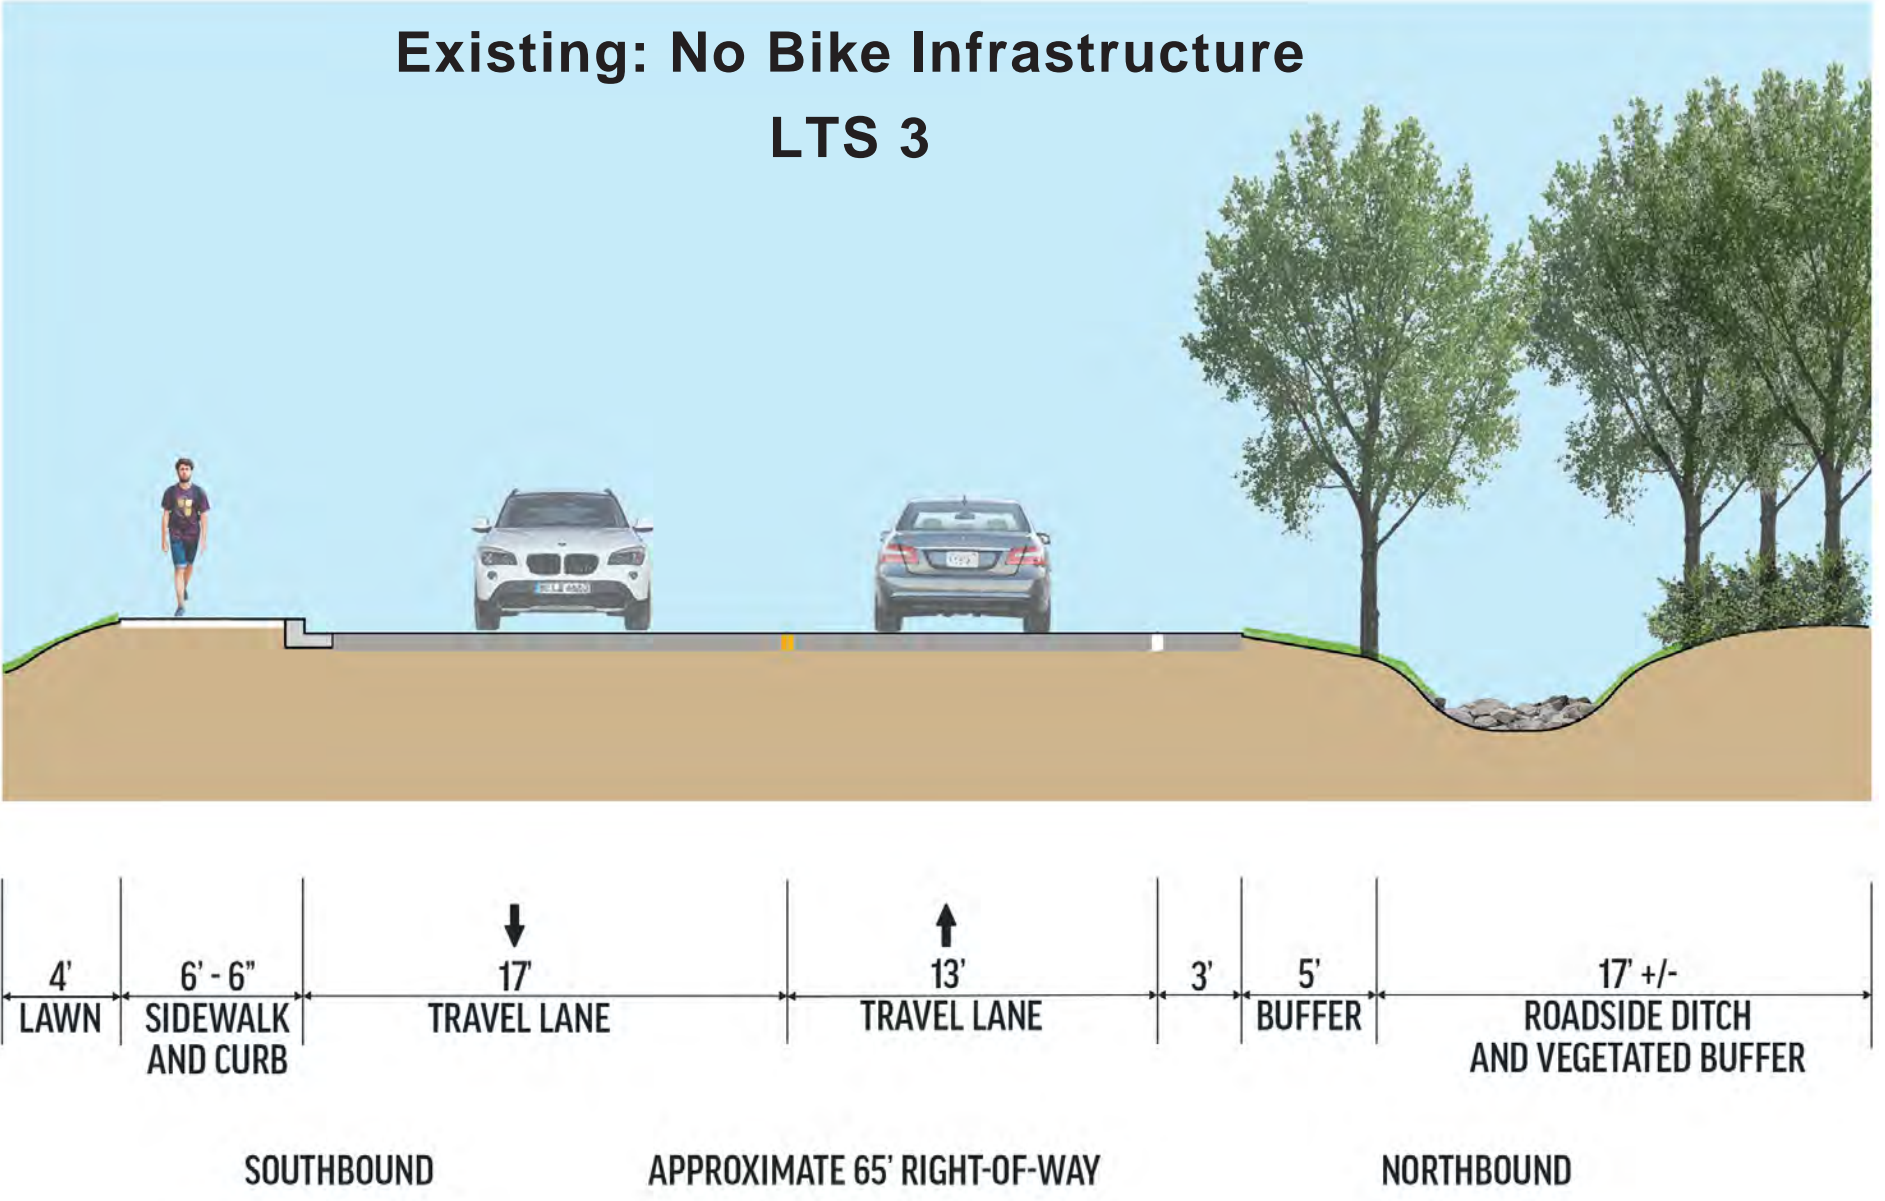 Existing: No Bike Infrastructure
LTS 3
4'
LAWN
6' - 6"
SIDEWALK
AND CURB
17'
TRAVEL LANE
13'
TRAVEL LANE
3'
5'
BUFFER
17' +/-
ROADSIDE DITCH
AND VEGETATED BUFFER
SOUTHBOUND
APPROXIMATE 65' RIGHT-OF-WAY
NORTHBOUND